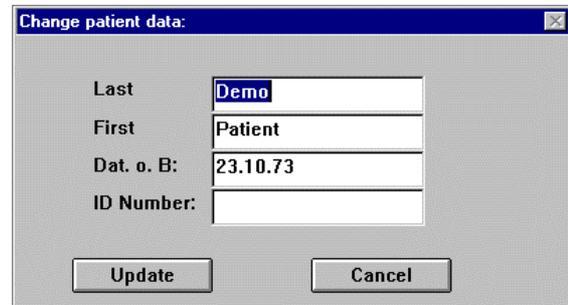 Change patient data:
Last Demo
First Patient
Dat. o. B: 23.10.73
ID Number:
Update Cancel